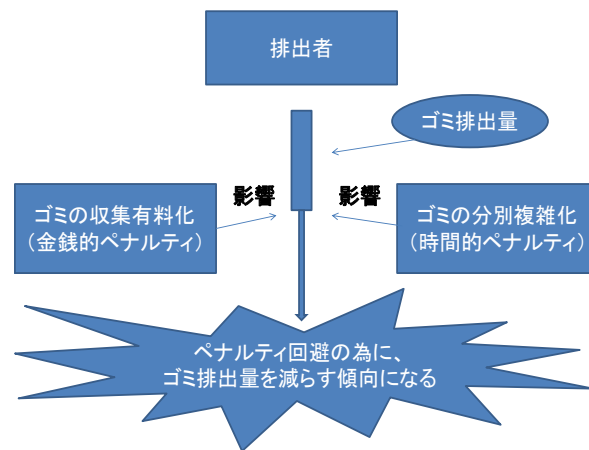 排出者
ゴミ排出量
影響
影響
ゴミの収集有料化
（金銭的ペナルティ）
ゴミの分別複雑化
（時間的ペナルティ）
ペナルティ回避の為に、
ゴミ排出量を減らす傾向になる